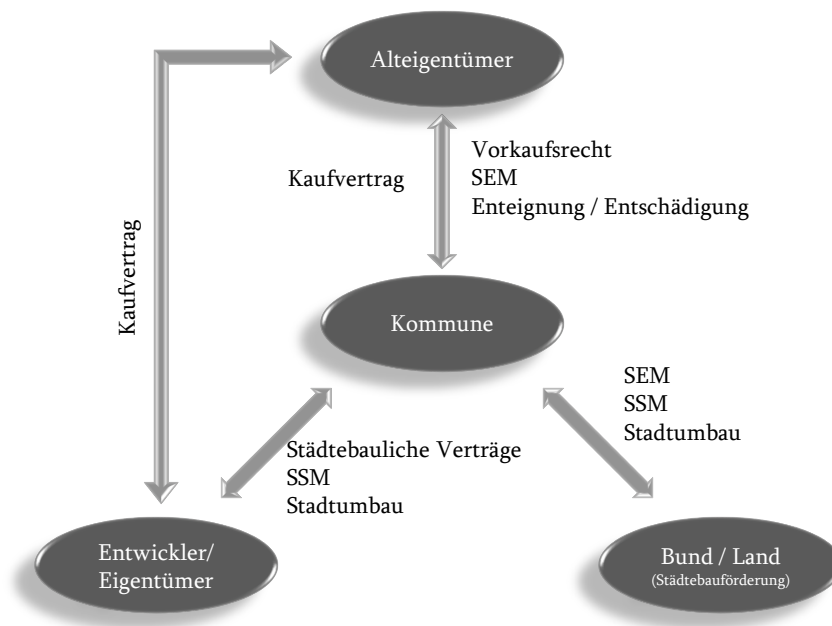 Alteigentümer
Kaufvertrag
Vorkaufsrecht
SEM
Enteignung / Entschädigung
Kaufvertrag
Kommune
SEM
SSM
Stadtumbau
Städtebauliche Verträge
SSM
Stadtumbau
Entwickler/
Eigentümer
Bund / Land
(Städtebauförderung)